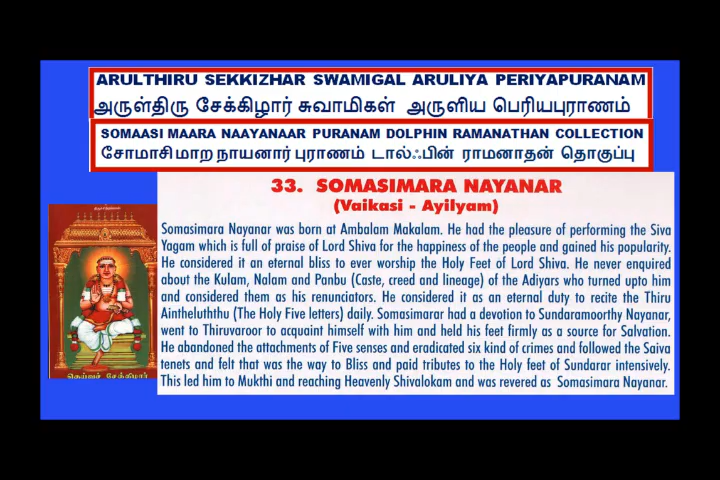 ARULTHIRU SEKKIZHAR SWAMIGAL ARULIYA PERIYAPURANAM
அருள்திரு சேக்கிழார் சுவாமிகள் அருளிய பெரியபுராணம்
SOMAASI MAARA NAAYANAAR PURANAM DOLPHIN RAMANATHAN COLLECTION
சோமாசி மாற நாயனார் புராணம் டால்ஃபின் ராமனாதன் தொகுப்பு
33. SOMASIMARA NAYANAR
(Vaikasi - Ayilyam)
Somasimara Nayanar was born at Ambalam Makalam. He had the pleasure of performing the Siva
Yagam which is full of praise of Lord Shiva for the happiness of the people and gained his popularity.
He considered it an eternal bliss to ever worship the Holy Feet of Lord Shiva. He never enquired
about the Kulam, Nalam and Panbu (Caste, creed and lineage) of the Adiyars who turned upto him
and considered them as his renunciators. He considered it as an eternal duty to recite the Thiru
Aintheluththu (The Holy Five letters) daily. Somasimarar had a devotion to Sundaramoorthy Nayanar,
went to Thiruvaroor to acquaint himself with him and held his feet firmly as a source for Salvation.
He abandoned the attachments of Five senses and eradicated six kind of crimes and followed the Saiva
tenets and felt that was the way to Bliss and paid tributes to the Holy feet of Sundarar intensively.
This led him to Mukthi and reaching Heavenly Shivalokam and was revered as Somasimara Nayanar.
தெய்வச் சேக்கிழார்